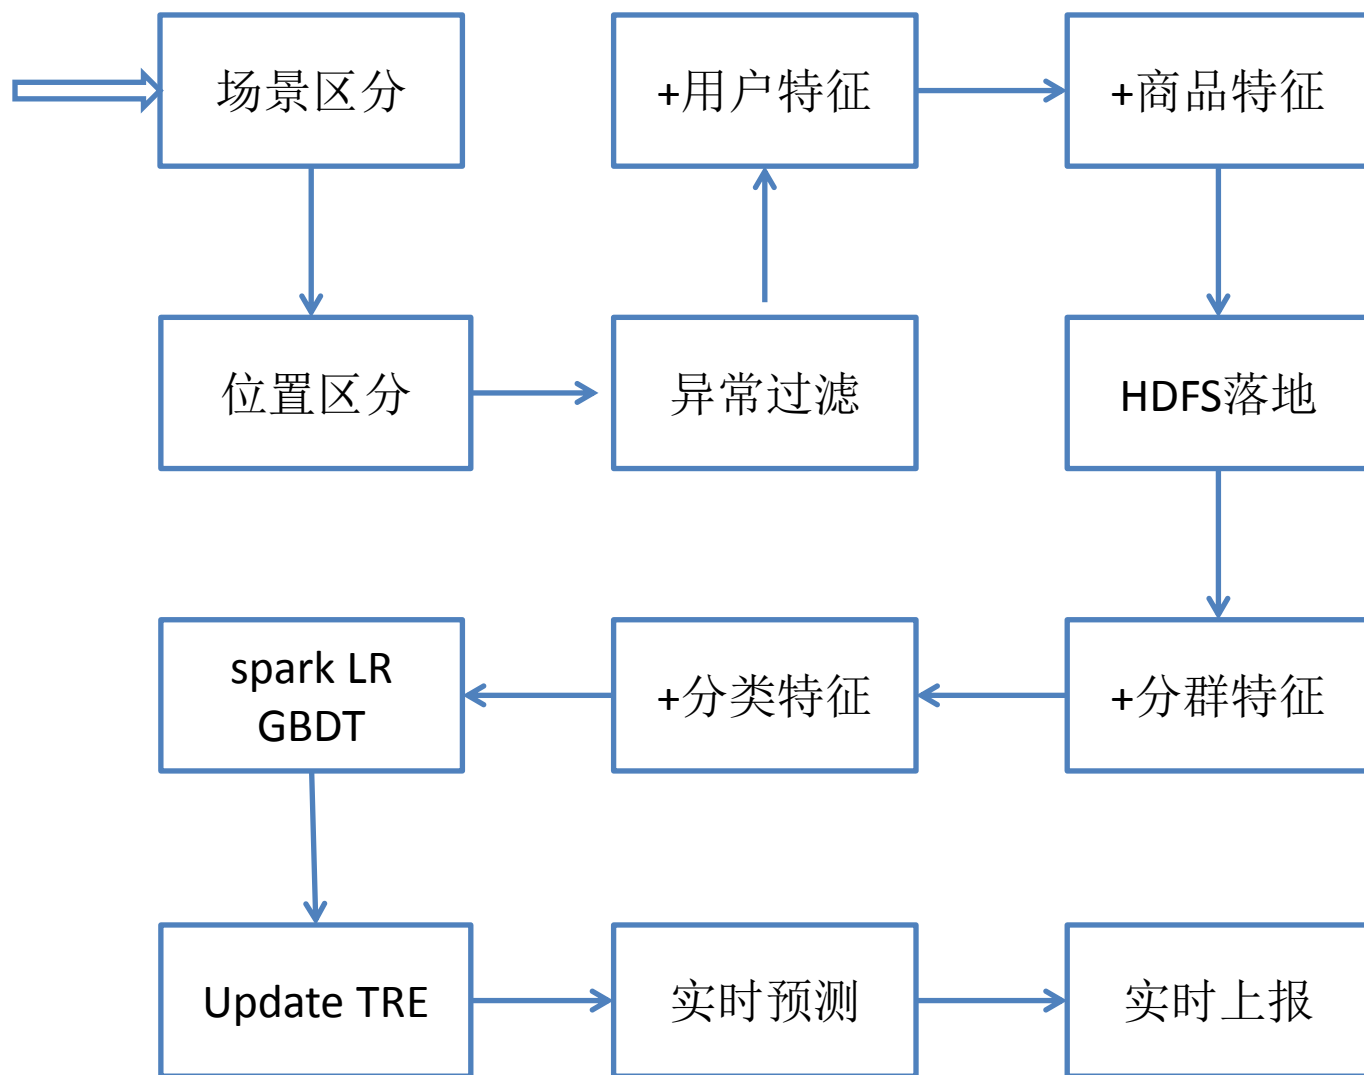 场景区分
+用户特征
+商品特征
位置区分
异常过滤
HDFS落地
spark LR
GBDT
+分类特征
+分群特征
Update TRE
实时预测
实时上报